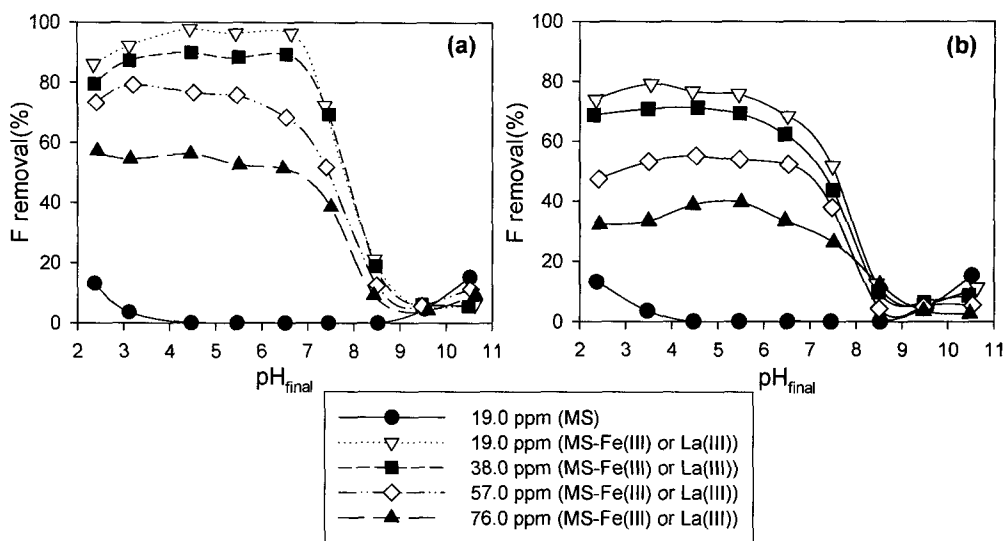 (a)
F removal(%)
100
80
60
40
20
0
2 3 4 5 6 7 8 9 10 11
pHfinal
(b)
F removal(%)
100
80
60
40
20
0
2 3 4 5 6 7 8 9 10 11
pHfinal
19.0 ppm (MS)
19.0 ppm (MS-Fe(III) or La(III))
38.0 ppm (MS-Fe(III) or La(III))
57.0 ppm (MS-Fe(III) or La(III))
76.0 ppm (MS-Fe(III) or La(III))